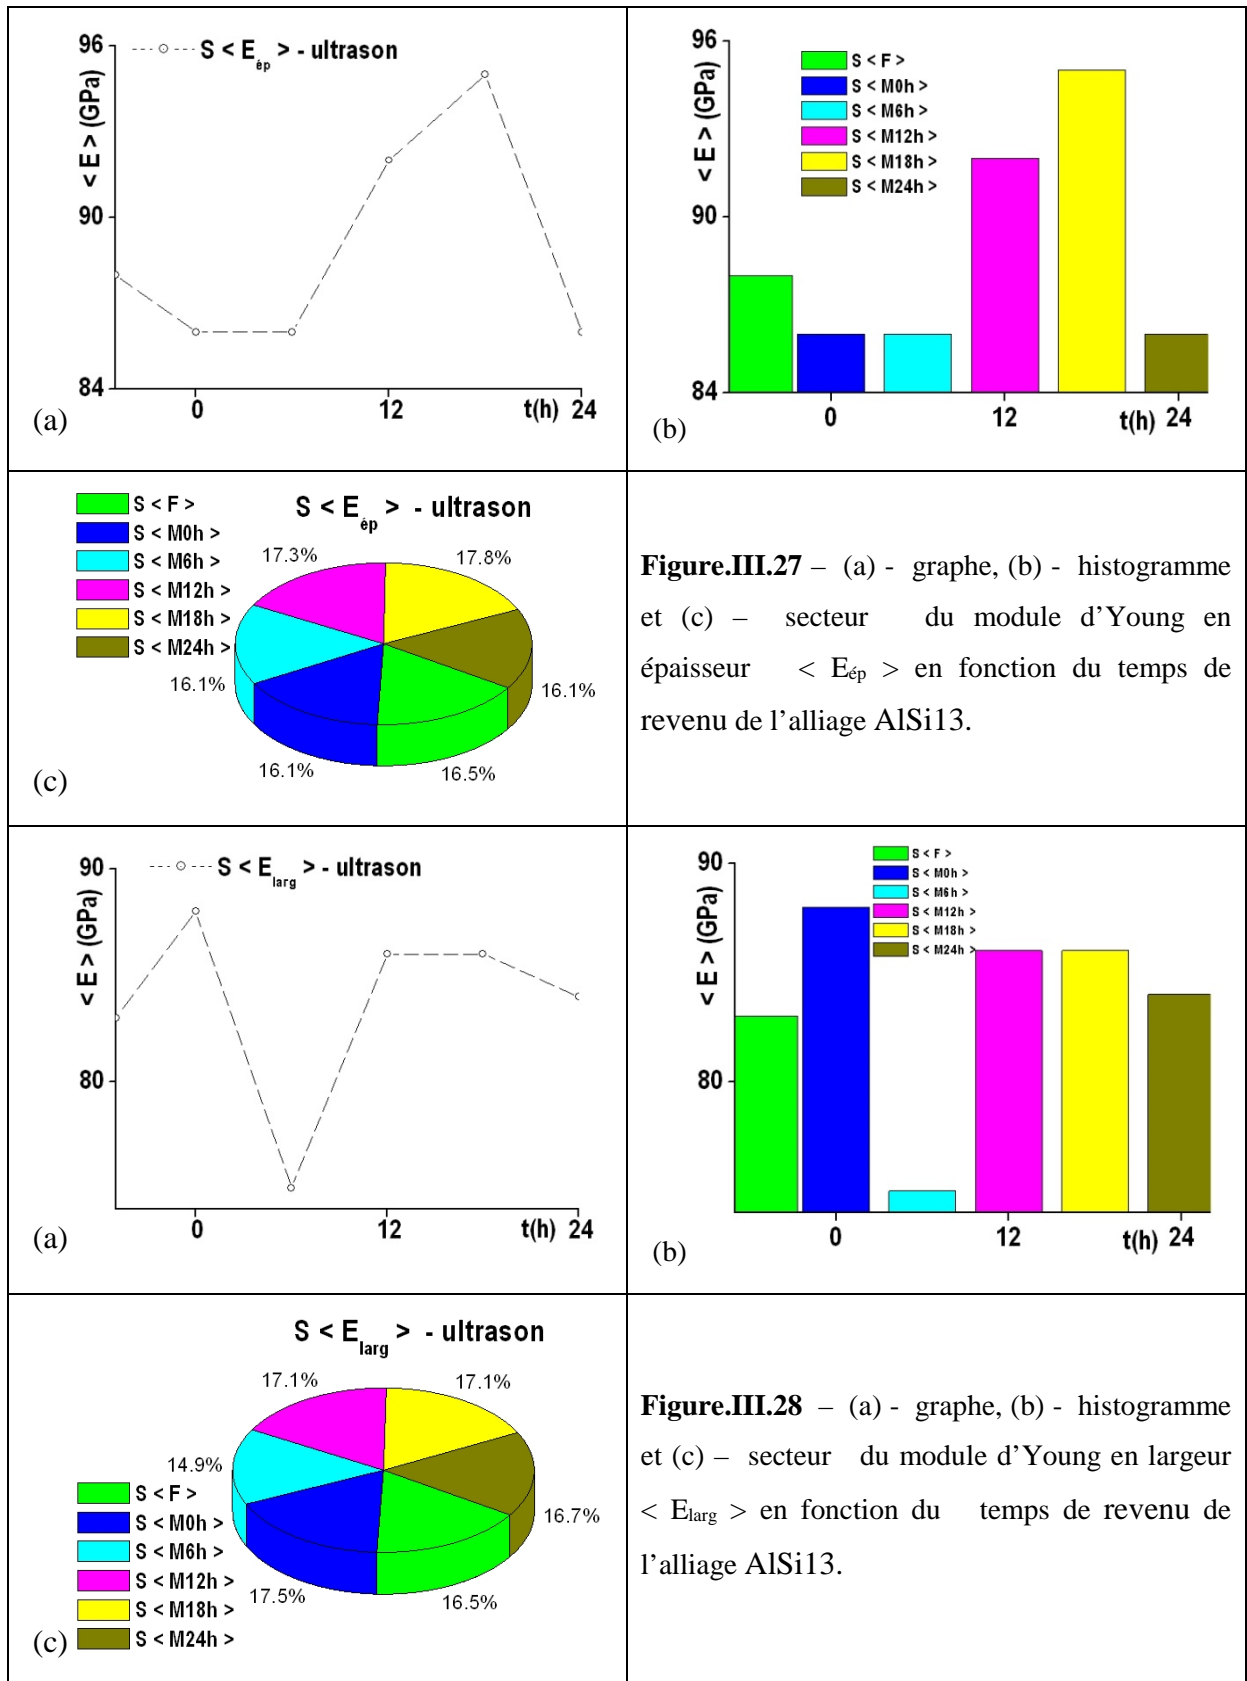 96
S < Eép > - ultrason
< E > (GPa)
90
84
0
12
t(h) 24
(a)
96
S < F >
S < M0h >
S < M6h >
S < M12h >
S < M18h >
S < M24h >
< E > (GPa)
90
84
0
12
t(h) 24
(b)
S < F >
S < M0h >
S < M6h >
S < M12h >
S < M18h >
S < M24h >
S < Eép > - ultrason
17.3%
17.8%
16.1%
16.1%
16.1%
16.5%
(c)
Figure.III.27 – (a) - graphe, (b) - histogramme
et (c) – secteur du module d’Young en
épaisseur < Eép > en fonction du temps de
revenu de l’alliage AlSi13.
90
S < Elarg > - ultrason
< E > (GPa)
80
0
12
t(h) 24
(a)
90
S < F >
S < M0h >
S < M6h >
S < M12h >
S < M18h >
S < M24h >
< E > (GPa)
80
0
12
t(h) 24
(b)
S < Elarg > - ultrason
17.1%
17.1%
14.9%
16.7%
17.5%
16.5%
S < F >
S < M0h >
S < M6h >
S < M12h >
S < M18h >
S < M24h >
(c)
Figure.III.28 – (a) - graphe, (b) - histogramme
et (c) – secteur du module d’Young en largeur
< Elarg > en fonction du temps de revenu de
l’alliage AlSi13.